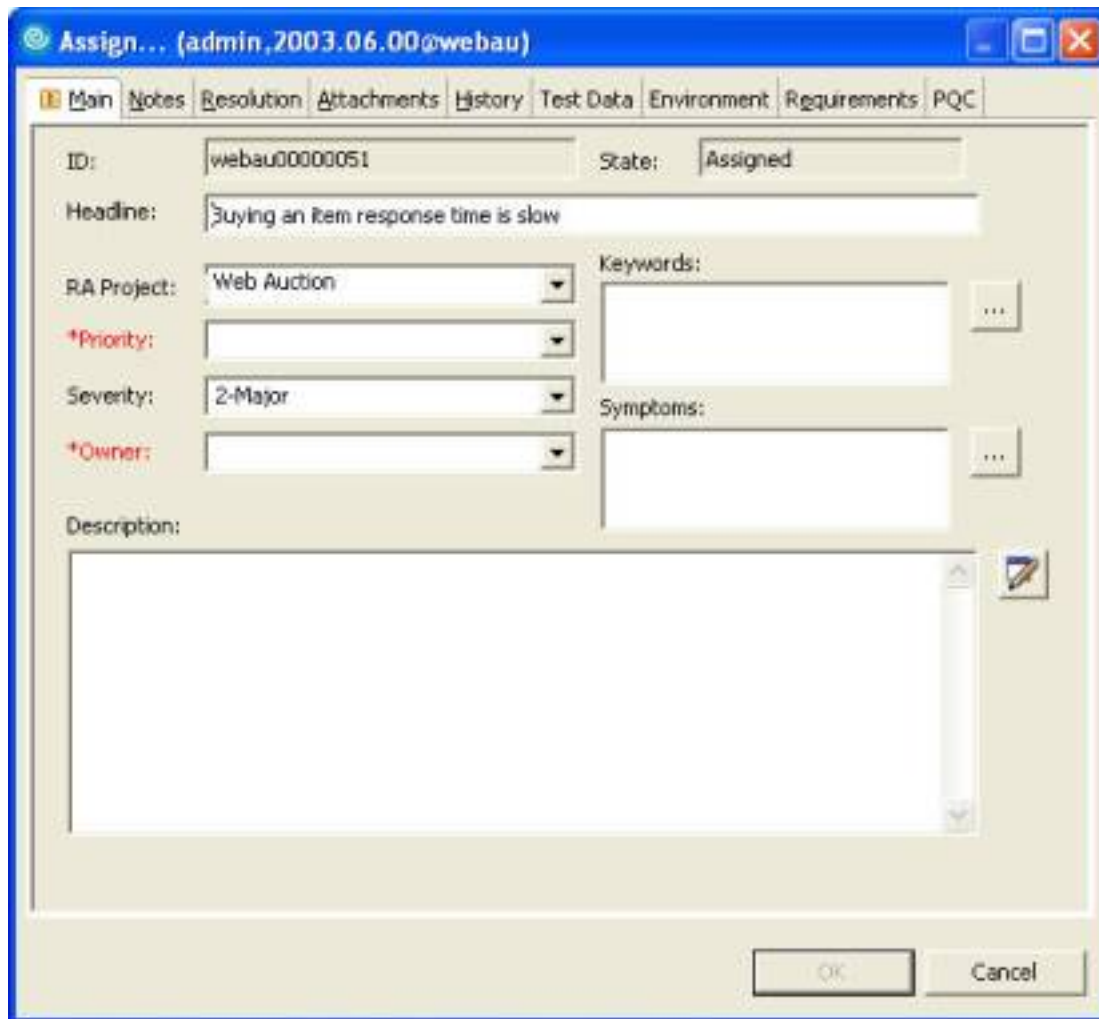 Assign... (admin,2003.06.00@webau)
Main Notes Resolution Attachments History Test Data Environment Requirements PQC
ID: webau00000051 State: Assigned
Headline: Buying an item response time is slow
RA Project: Web Auction
Keywords:
...
*Priority:
Severity: 2-Major
Symptoms:
*Owner:
...
Description:
OK Cancel